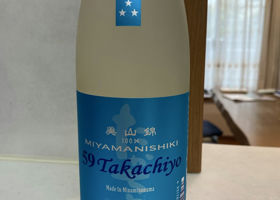 美山錦
100%
MIYAMANISHIKI
59 Takachiyo
Made In Minamiuonuma